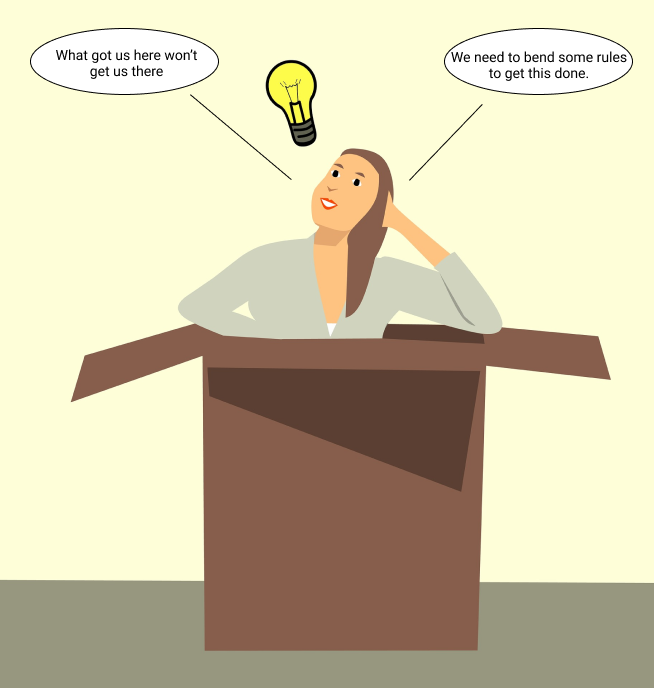 What got us here won’t
get us there
We need to bend some rules
to get this done.